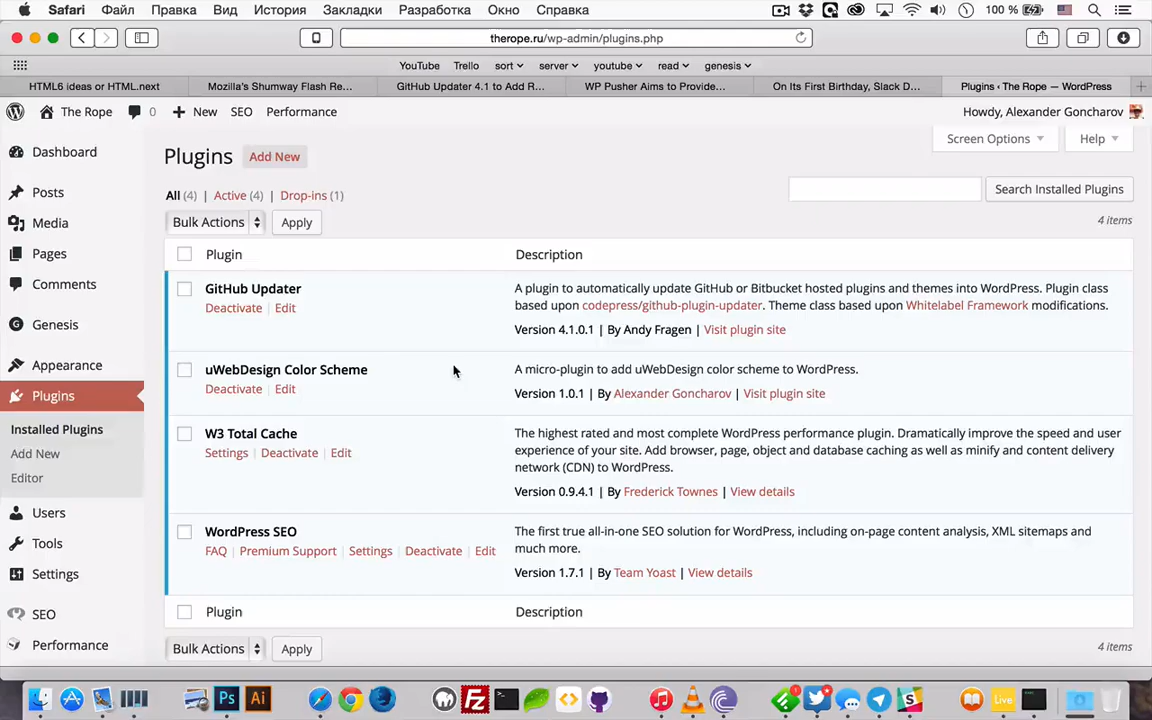 Safari Файл Правка Вид История Закладки Разработка Окно Справка 100 %
therope.ru/wp-admin/plugins.php
YouTube Trello sort server youtube read genesis
HTML6 ideas or HTML.next Mozilla's Shumway Flash Re... GitHub Updater 4.1 to Add R... WP Pusher Aims to Provide... On Its First Birthday, Slack D... Plugins ‹ The Rope — WordPress
The Rope 0 New SEO Performance Howdy, Alexander Goncharov
Screen Options Help
Dashboard
Posts
Media
Pages
Comments
Genesis
Appearance
Plugins
Installed Plugins
Add New
Editor
Users
Tools
Settings
SEO
Performance
Plugins Add New
All (4) | Active (4) | Drop-ins (1)
Search Installed Plugins
Bulk Actions Apply
4 items
Plugin Description
GitHub Updater
Deactivate | Edit
A plugin to automatically update GitHub or Bitbucket hosted plugins and themes into WordPress. Plugin class
based upon codepress/github-plugin-updater. Theme class based upon Whitelabel Framework modifications.
Version 4.1.0.1 | By Andy Fragen | Visit plugin site
uWebDesign Color Scheme
Deactivate | Edit
A micro-plugin to add uWebDesign color scheme to WordPress.
Version 1.0.1 | By Alexander Goncharov | Visit plugin site
W3 Total Cache
Settings | Deactivate | Edit
The highest rated and most complete WordPress performance plugin. Dramatically improve the speed and user
experience of your site. Add browser, page, object and database caching as well as minify and content delivery
network (CDN) to WordPress.
Version 0.9.4.1 | By Frederick Townes | View details
WordPress SEO
FAQ | Premium Support | Settings | Deactivate | Edit
The first true all-in-one SEO solution for WordPress, including on-page content analysis, XML sitemaps and
much more.
Version 1.7.1 | By Team Yoast | View details
Plugin Description
Bulk Actions Apply
4 items
Ps Ai Fz Live